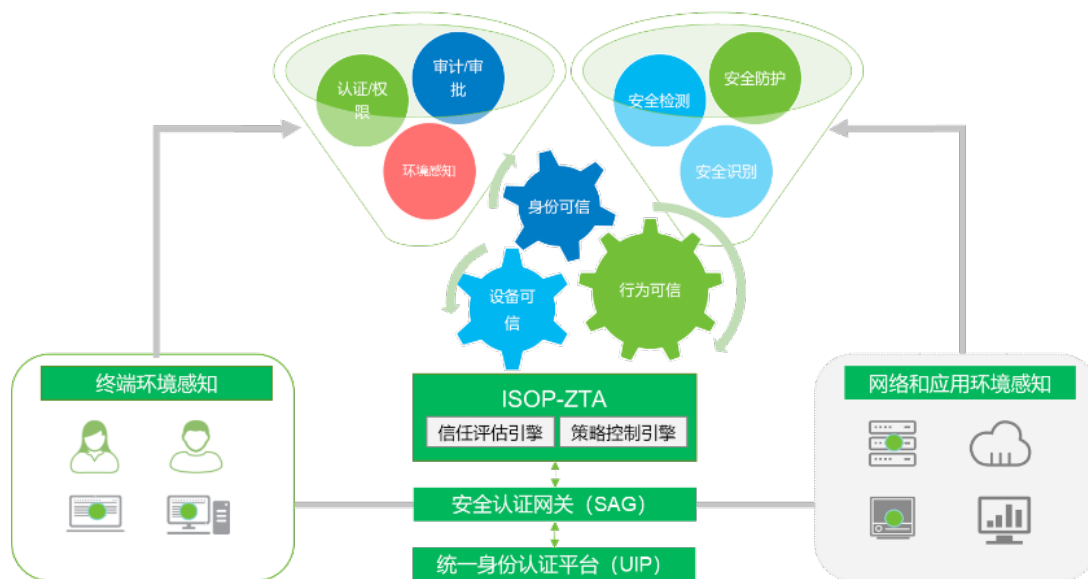 认证/权
限
审计/审
批
环境感知
安全检测
安全防护
安全识别
身份可信
设备可
信
行为可信
终端环境感知
ISOP-ZTA
信任评估引擎
策略控制引擎
网络和应用环境感知
安全认证网关（SAG）
统一身份认证平台（UIP）